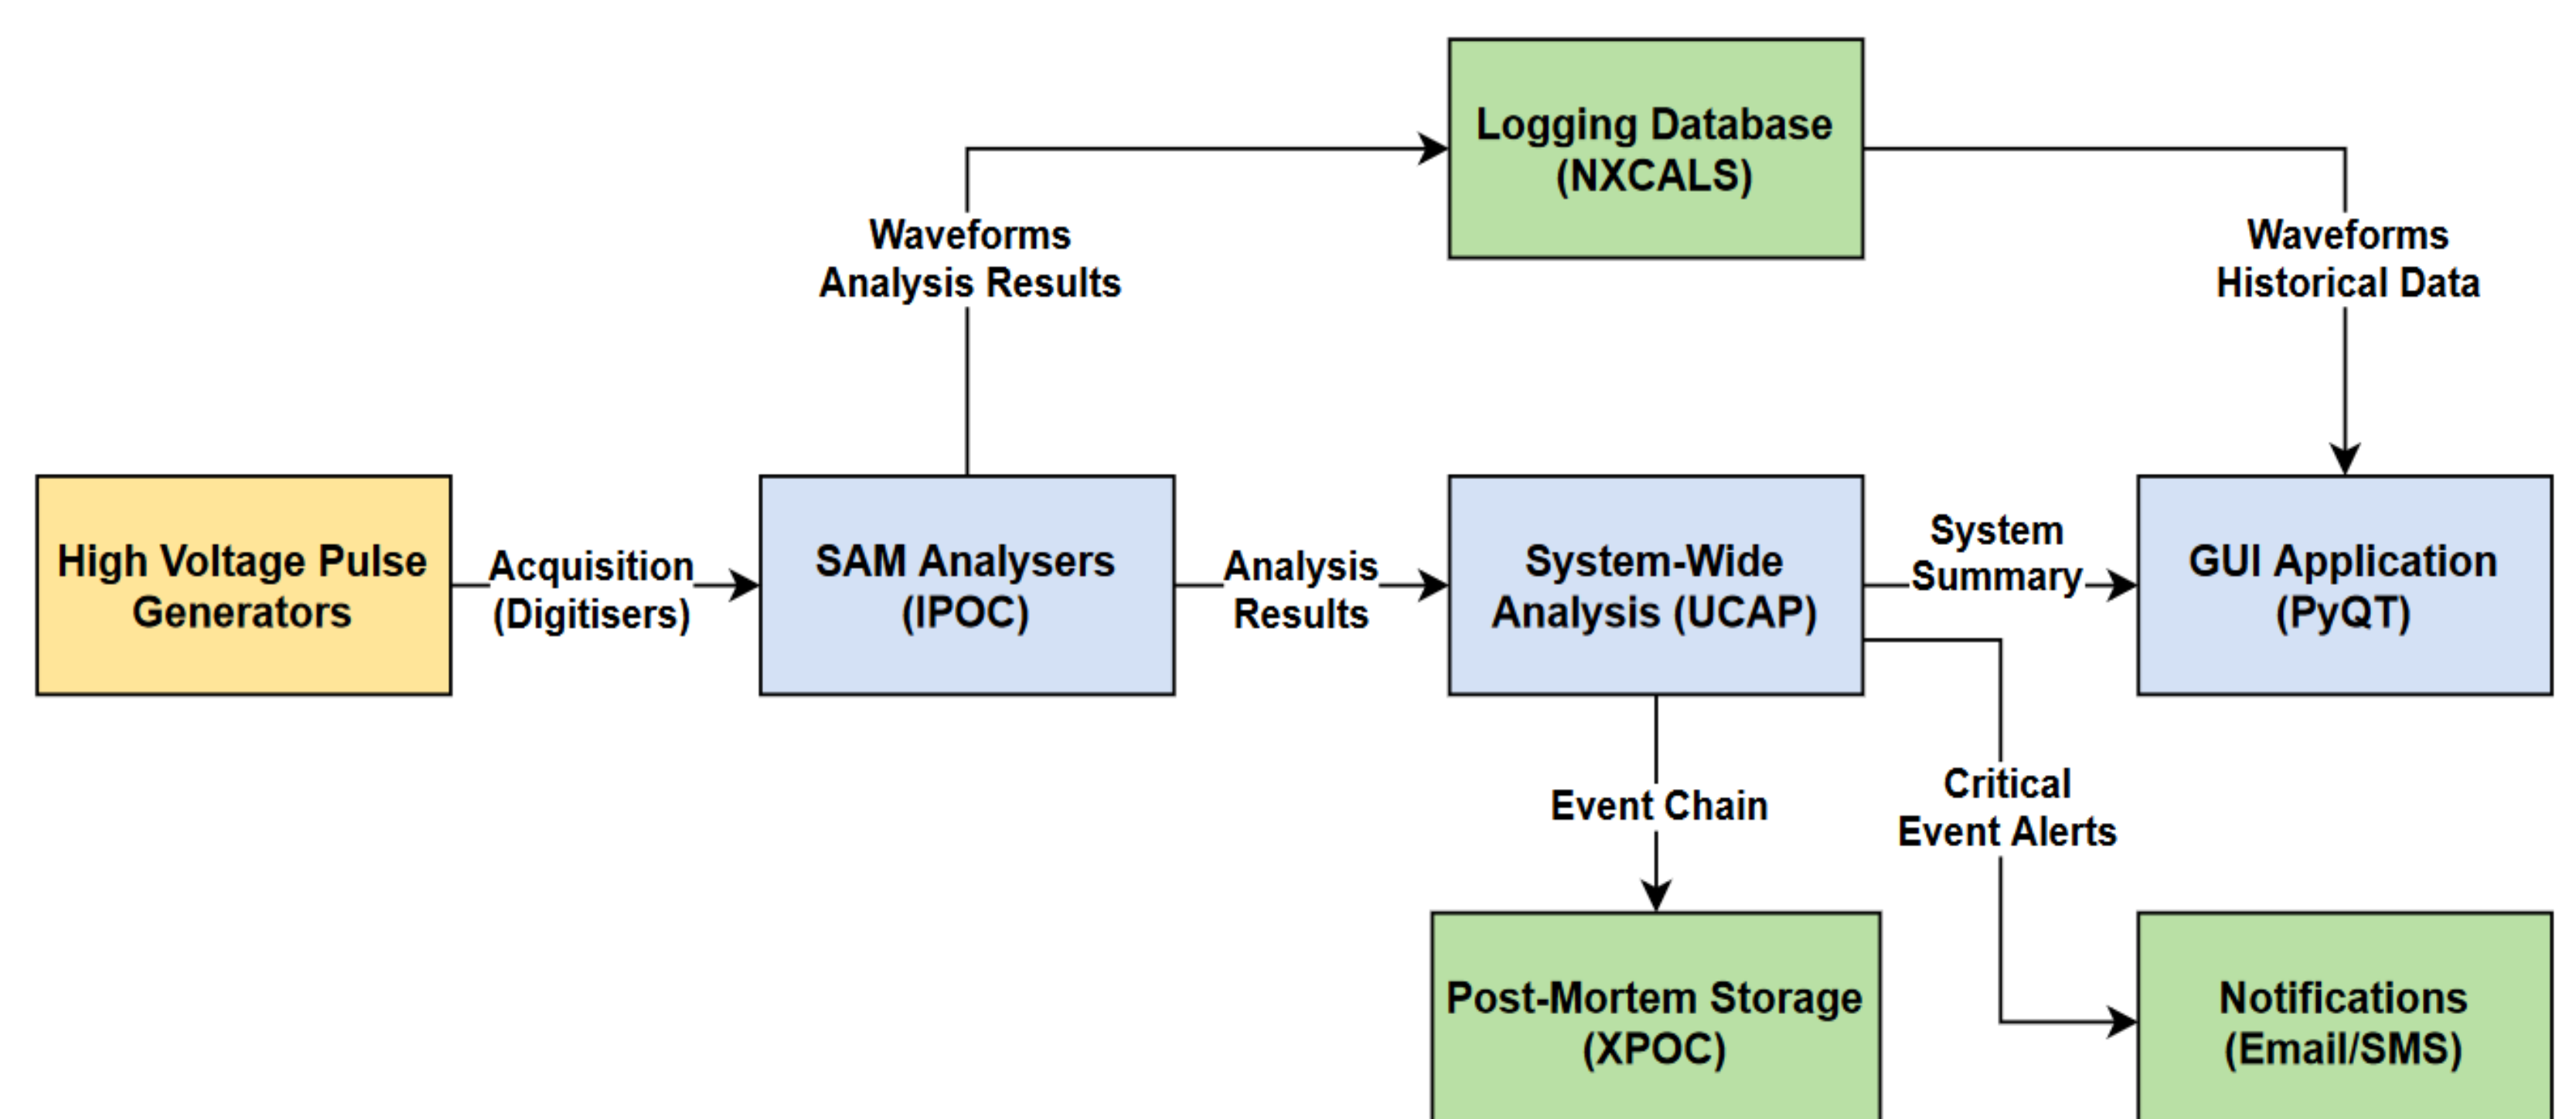 Logging Database
(NXCALS)
Waveforms
Analysis Results
Waveforms
Historical Data
High Voltage Pulse
Generators
Acquisition
(Digitisers)
SAM Analysers
(IPOC)
Analysis
Results
System-Wide
Analysis (UCAP)
System
Summary
GUI Application
(PyQT)
Event Chain
Critical
Event Alerts
Post-Mortem Storage
(XPOC)
Notifications
(Email/SMS)